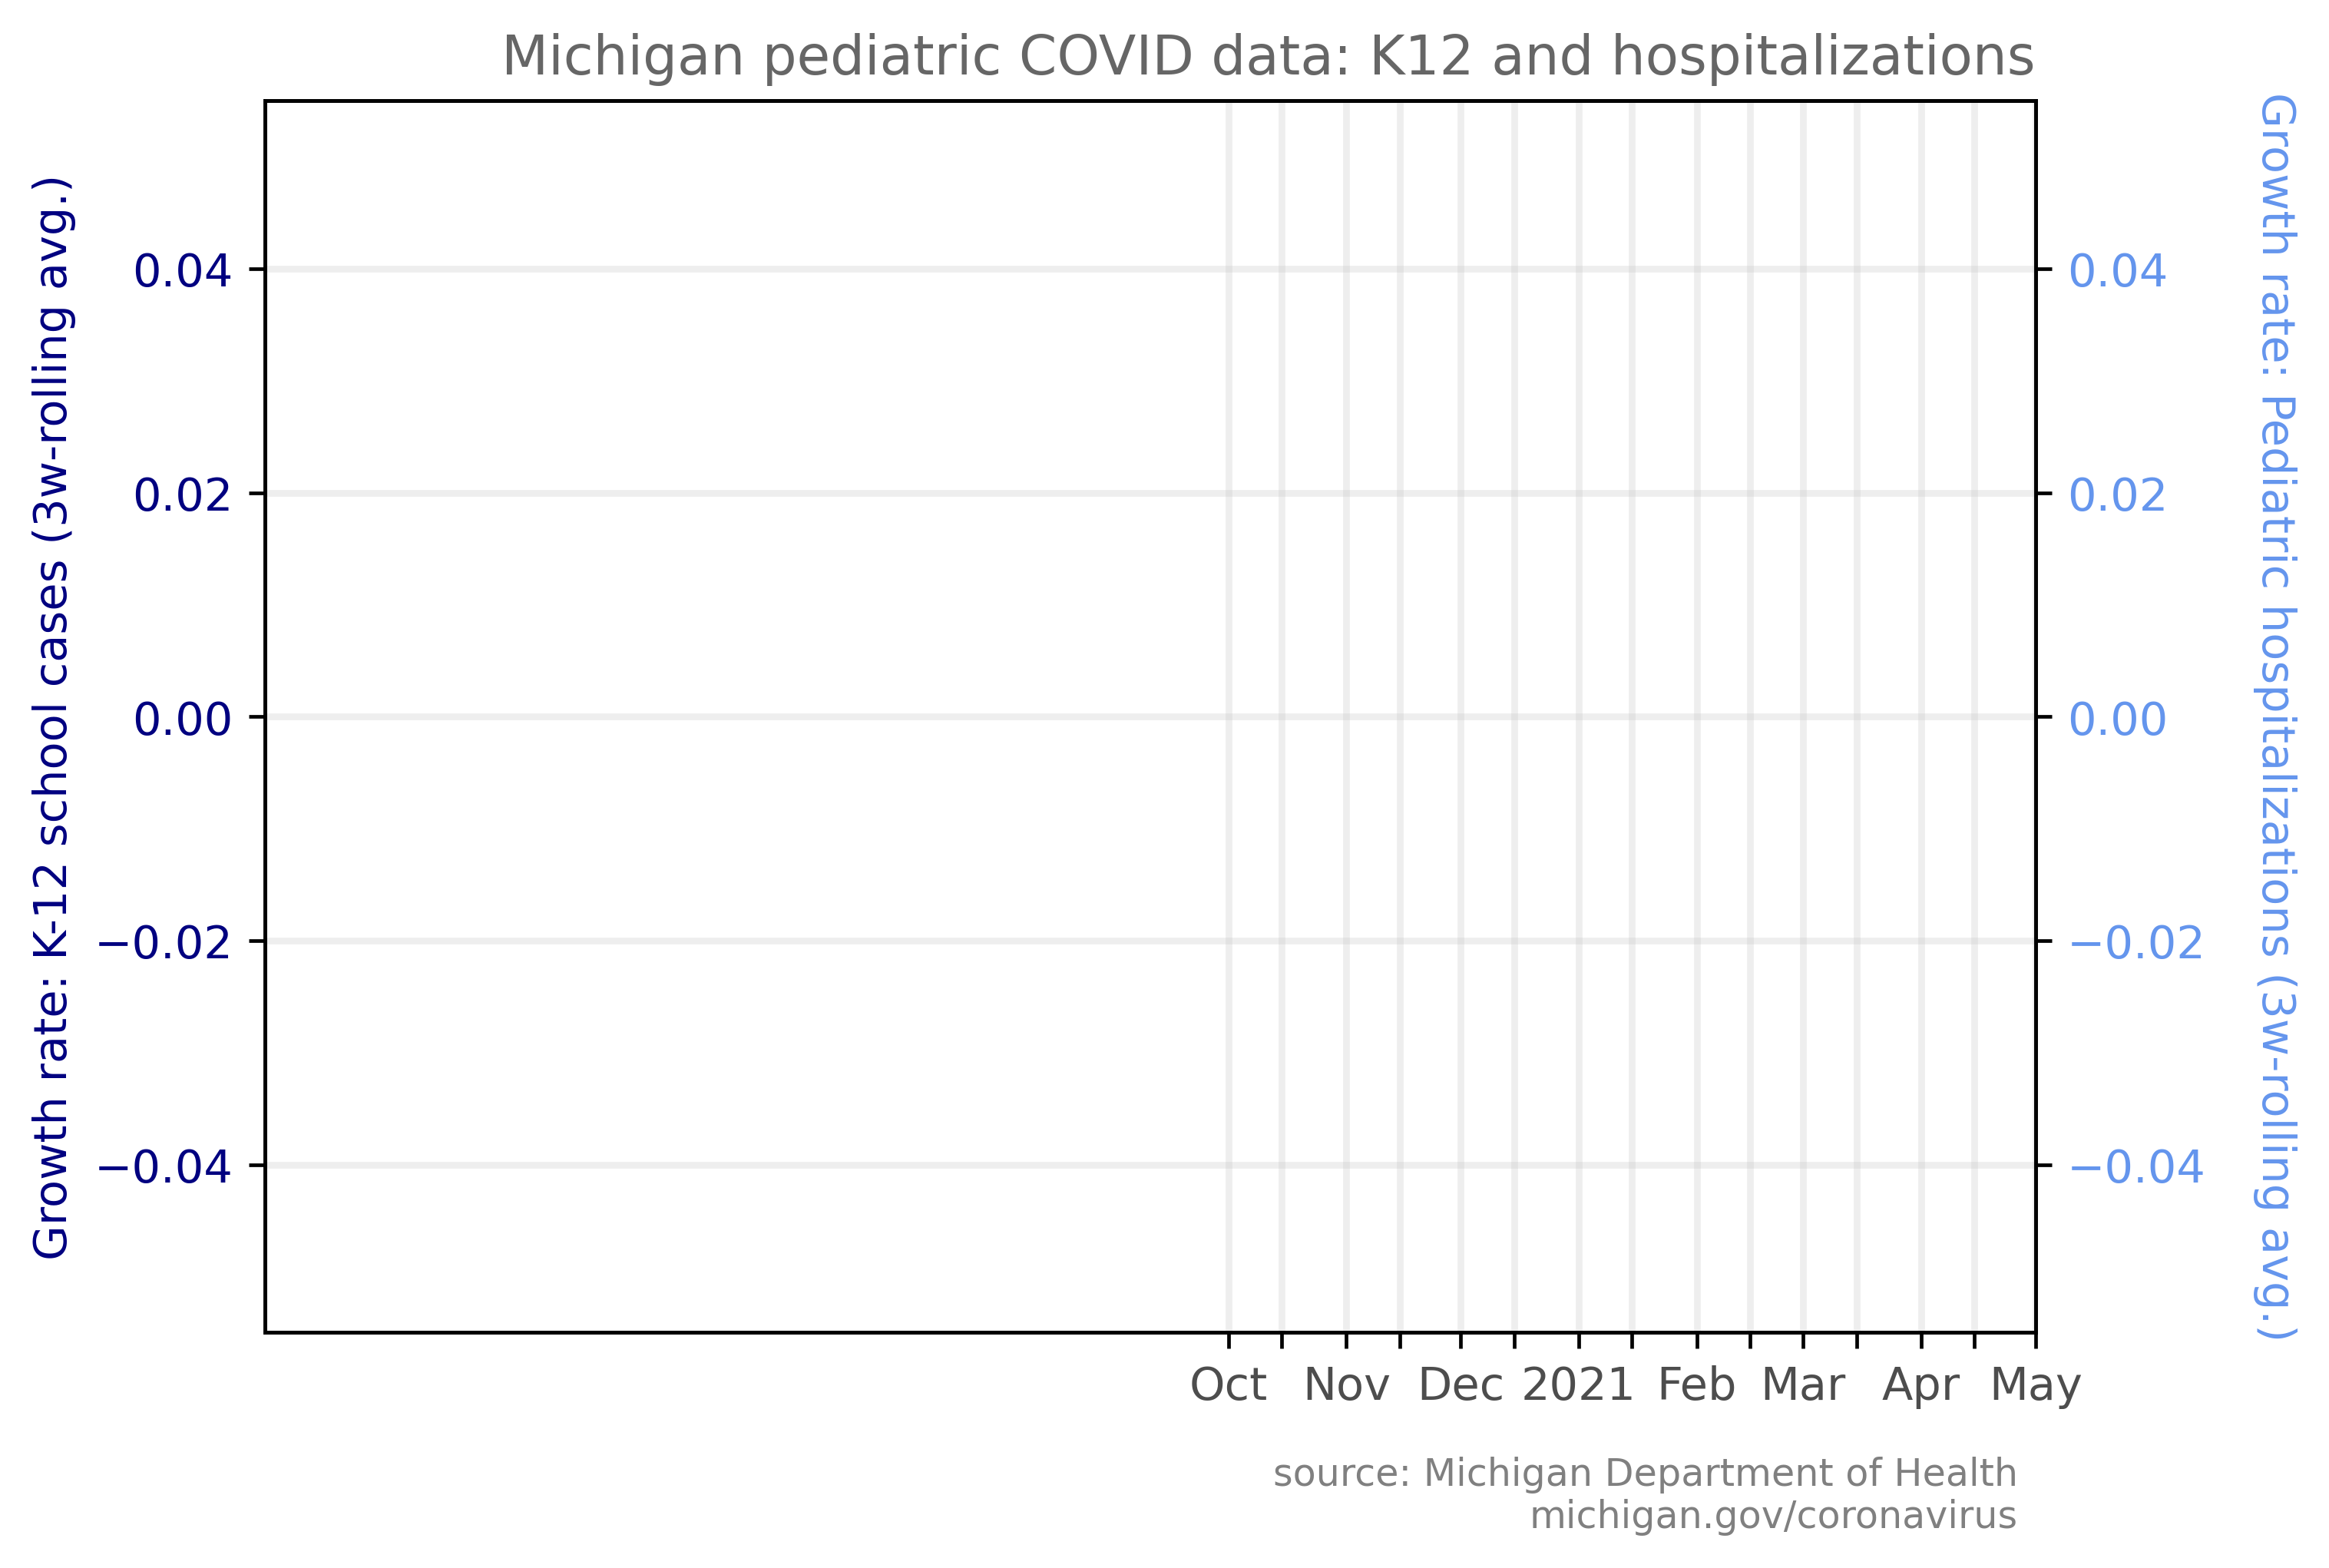 Michigan pediatric COVID data: K12 and hospitalizations
Growth rate: K-12 school cases (3w-rolling avg.)
0.04
0.02
0.00
−0.02
−0.04
0.04
0.02
0.00
−0.02
−0.04
Growth rate: Pediatric hospitalizations (3w-rolling avg.)
Oct Nov Dec 2021 Feb Mar Apr May
source: Michigan Department of Health
michigan.gov/coronavirus